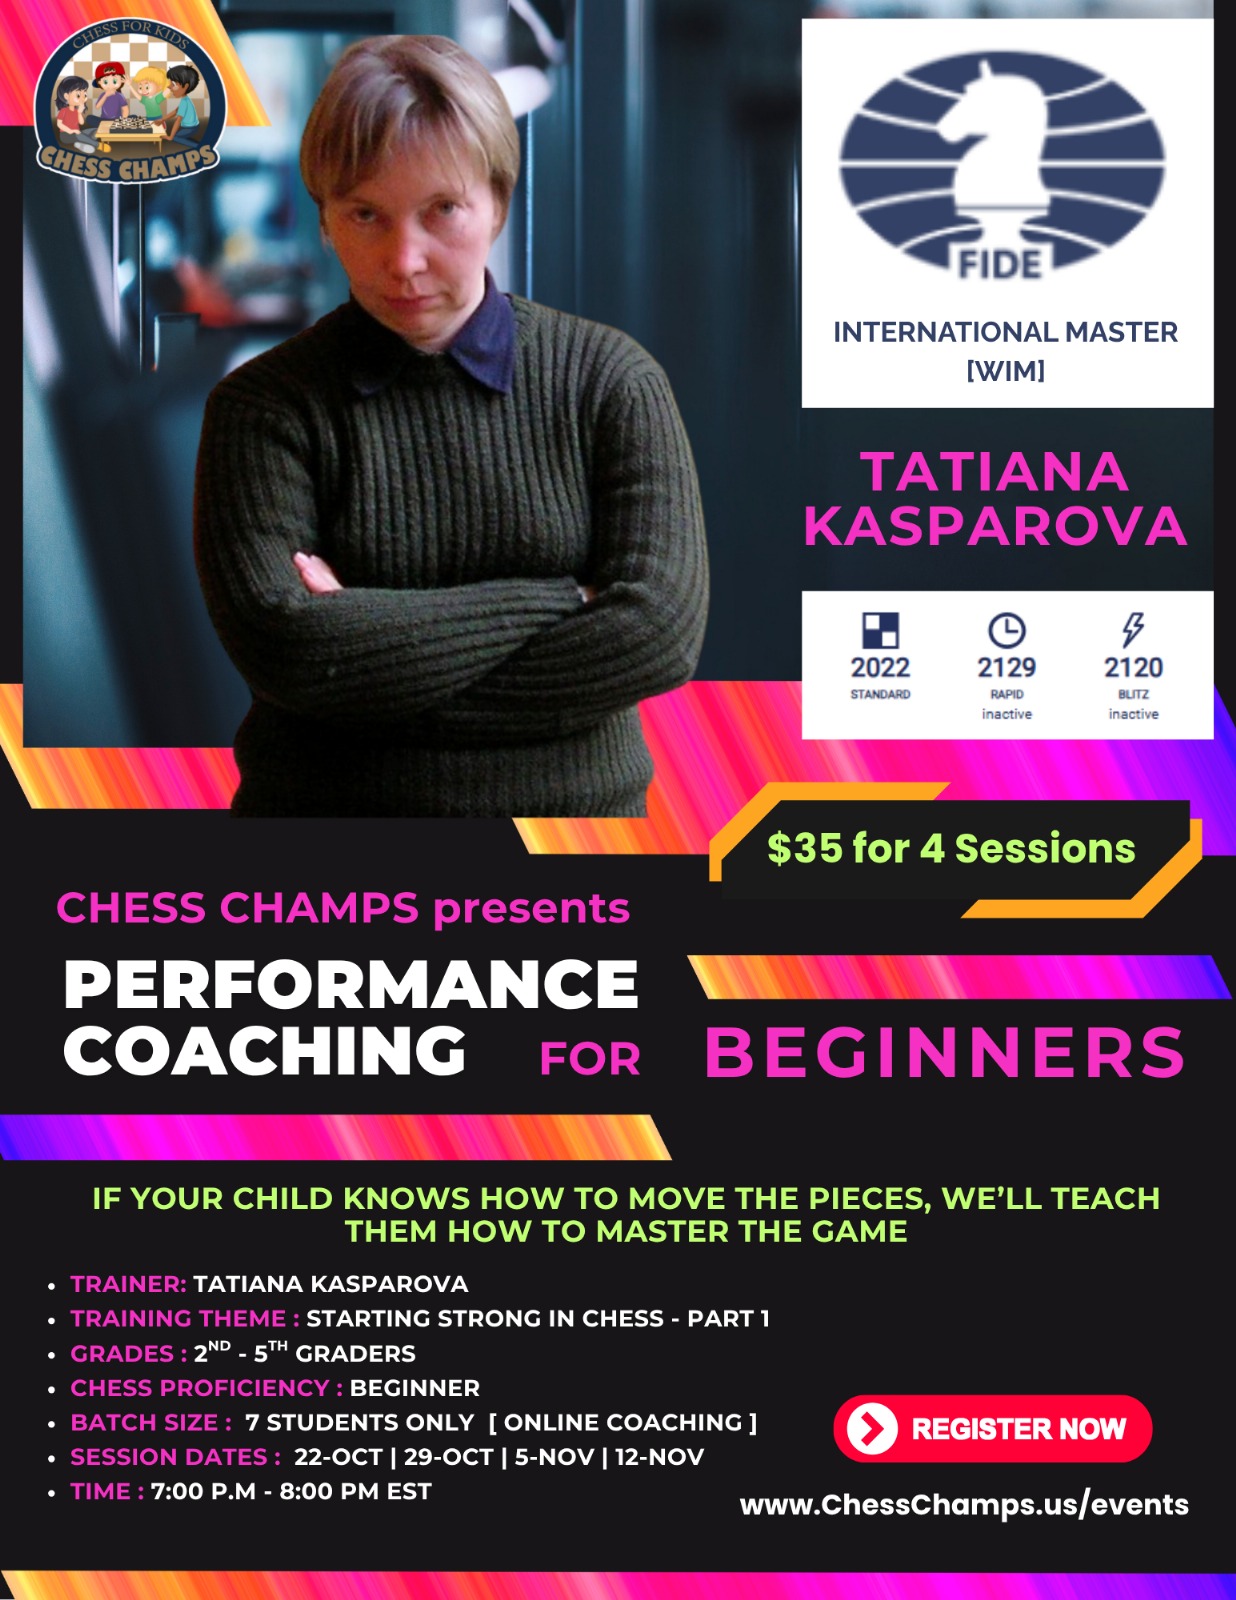 CHESS FOR KIDS
CHESS CHAMPS
FIDE
INTERNATIONAL MASTER
[WIM]
TATIANA
KASPAROVA
2022
STANDARD
2129
RAPID
inactive
2120
BLITZ
inactive
$35 for 4 Sessions
CHESS CHAMPS presents
PERFORMANCE
COACHING FOR BEGINNERS
IF YOUR CHILD KNOWS HOW TO MOVE THE PIECES, WE’LL TEACH
THEM HOW TO MASTER THE GAME
• TRAINER: TATIANA KASPAROVA
• TRAINING THEME : STARTING STRONG IN CHESS - PART 1
• GRADES : 2ND - 5TH GRADERS
• CHESS PROFICIENCY : BEGINNER
• BATCH SIZE : 7 STUDENTS ONLY [ ONLINE COACHING ]
• SESSION DATES : 22-OCT | 29-OCT | 5-NOV | 12-NOV
• TIME : 7:00 P.M - 8:00 PM EST
REGISTER NOW
www.ChessChamps.us/events